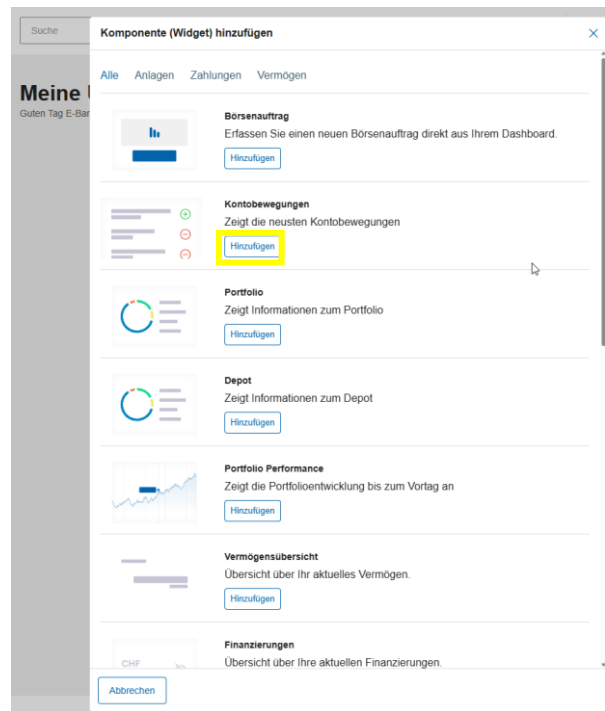 Suche
Komponente (Widget) hinzufügen
Alle Anlagen Zahlungen Vermögen
Meine
Guten Tag E-Bar
Börsenauftrag
Erfassen Sie einen neuen Börsenauftrag direkt aus Ihrem Dashboard.
Hinzufügen
Kontobewegungen
Zeigt die neusten Kontobewegungen
Hinzufügen
Portfolio
Zeigt Informationen zum Portfolio
Hinzufügen
Depot
Zeigt Informationen zum Depot
Hinzufügen
Portfolio Performance
Zeigt die Portfolioentwicklung bis zum Vortag an
Hinzufügen
Vermögensübersicht
Übersicht über Ihr aktuelles Vermögen.
Hinzufügen
Finanzierungen
CHF
Übersicht über Ihre aktuellen Finanzierungen.
Abbrechen